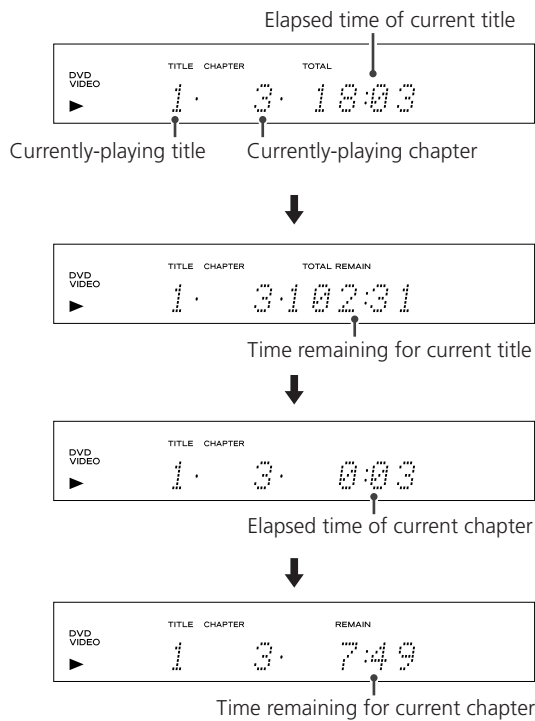 Elapsed time of current title
TITLE CHAPTER TOTAL
DVD
VIDEO
1· 3· 18:03
Currently-playing title Currently-playing chapter
TITLE CHAPTER TOTAL REMAIN
DVD
VIDEO
1· 3·102:31
Time remaining for current title
TITLE CHAPTER
DVD
VIDEO
1· 3· 0:03
Elapsed time of current chapter
TITLE CHAPTER REMAIN
DVD
VIDEO
1 3· 7:49
Time remaining for current chapter